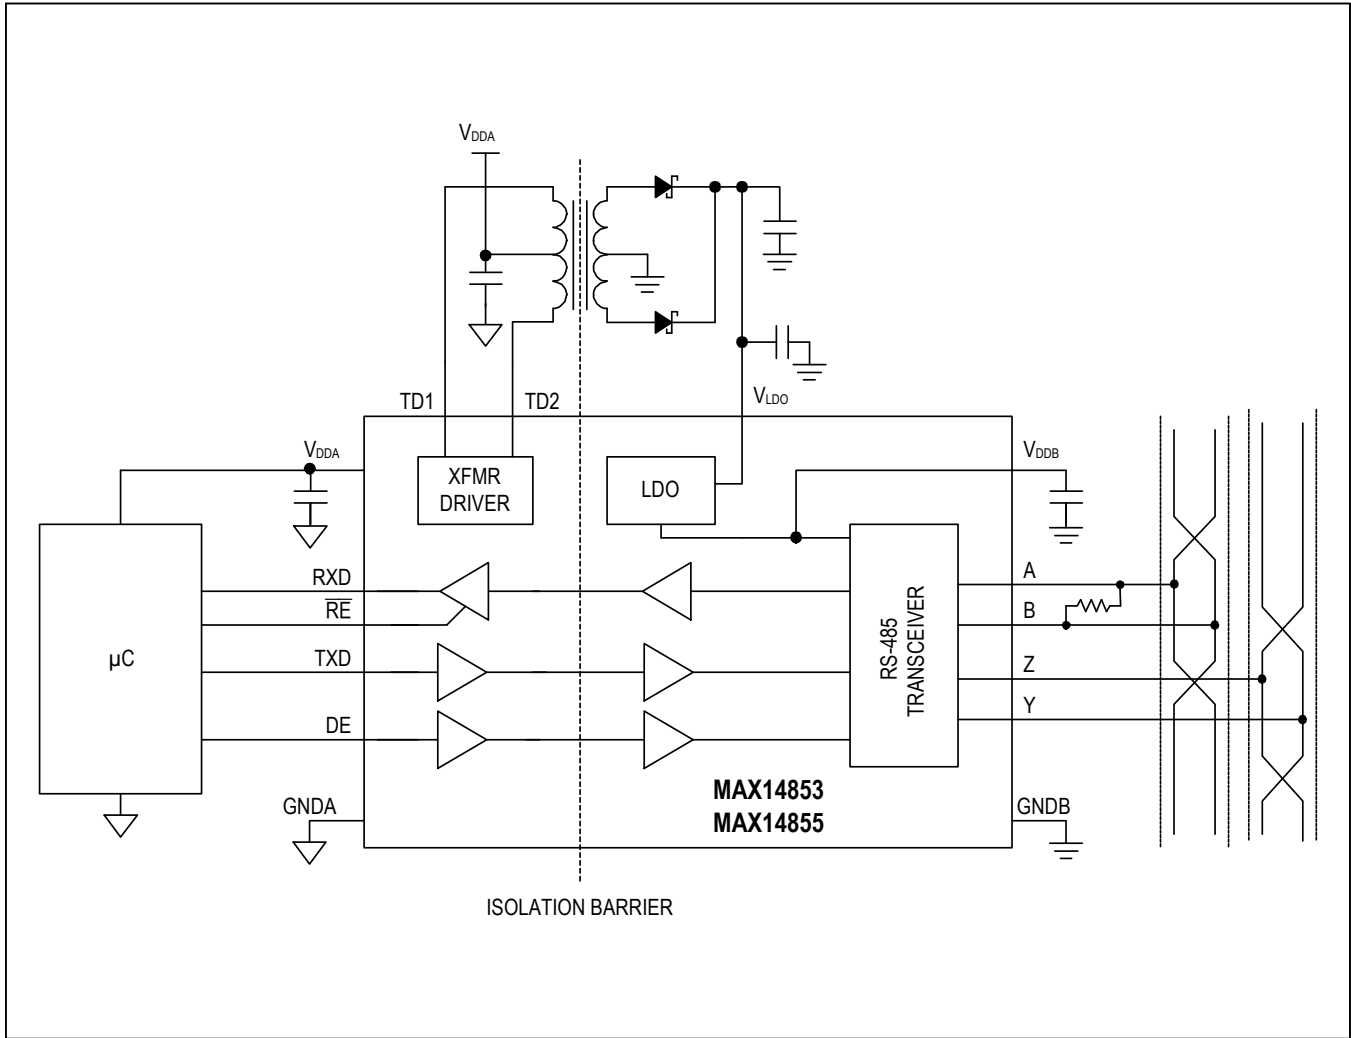 VDDA
TD1
TD2
VLDO
VDDA
VDDB
XFMR
DRIVER
LDO
RXD
RE
TXD
DE
µC
RS-485
TRANSCEIVER
A
B
Z
Y
MAX14853
MAX14855
GNDA
GNDB
ISOLATION BARRIER